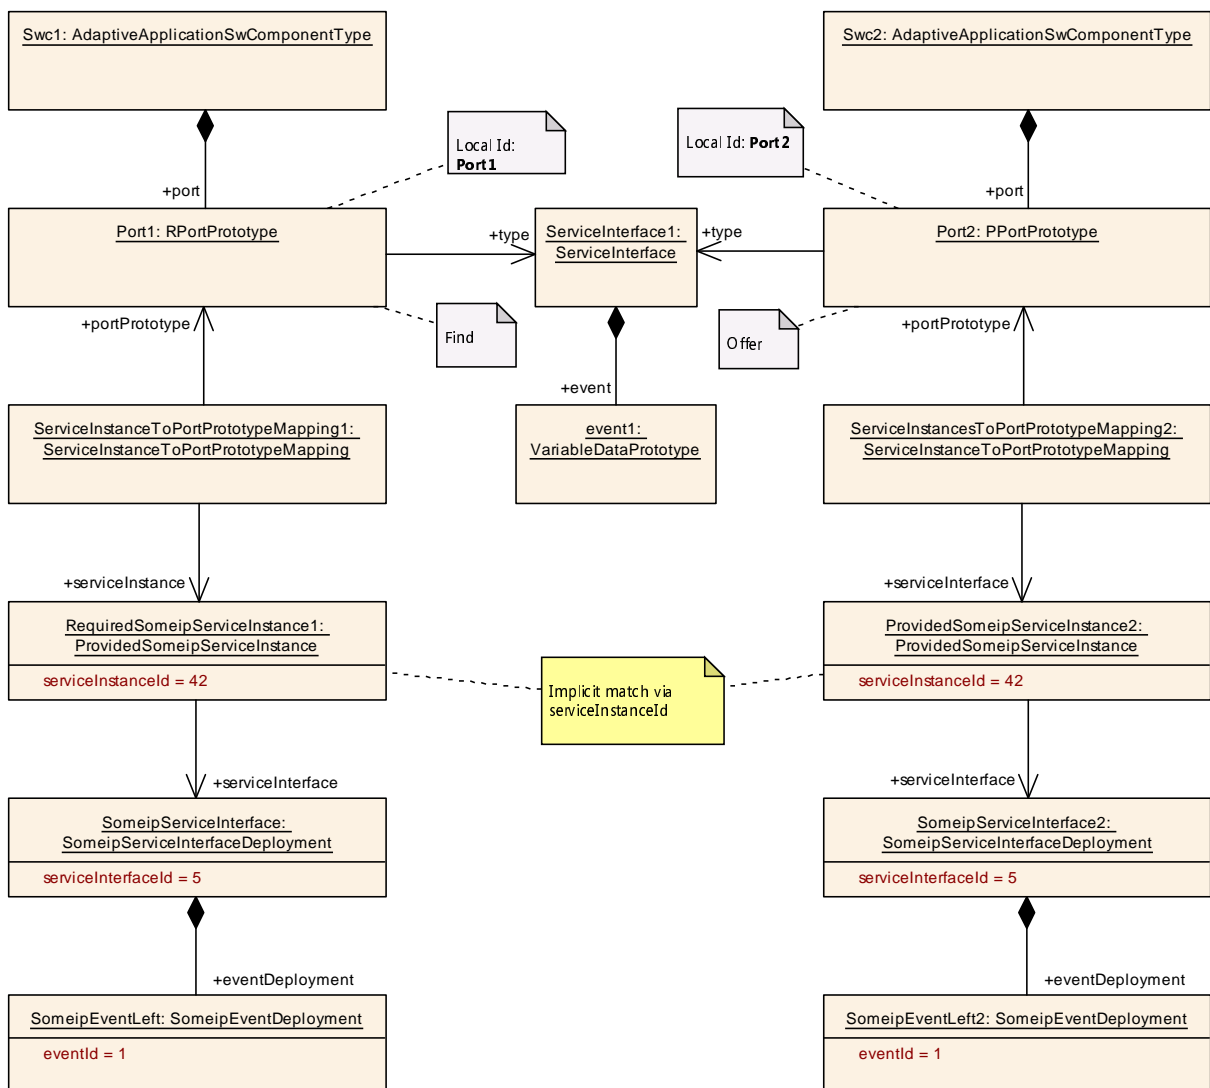 Swc1: AdaptiveApplicationSwComponentType
Swc2: AdaptiveApplicationSwComponentType
Local Id:
Port1
Local Id: Port2
+port
+port
Port1: RPortPrototype
+type
ServiceInterface1:
ServiceInterface
+type
Port2: PPortPrototype
+portPrototype
Find
Offer
+portPrototype
+event
ServiceInstanceToPortPrototypeMapping1:
ServiceInstanceToPortPrototypeMapping
event1:
VariableDataPrototype
ServiceInstancesToPortPrototypeMapping2:
ServiceInstanceToPortPrototypeMapping
+serviceInstance
+serviceInterface
RequiredSomeipServiceInstance1:
ProvidedSomeipServiceInstance
serviceInstanceId = 42
Implicit match via
serviceInstanceId
ProvidedSomeipServiceInstance2:
ProvidedSomeipServiceInstance
serviceInstanceId = 42
+serviceInterface
+serviceInterface
SomeipServiceInterface:
SomeipServiceInterfaceDeployment
serviceInterfaceId = 5
SomeipServiceInterface2:
SomeipServiceInterfaceDeployment
serviceInterfaceId = 5
+eventDeployment
+eventDeployment
SomeipEventLeft: SomeipEventDeployment
eventId = 1
SomeipEventLeft2: SomeipEventDeployment
eventId = 1